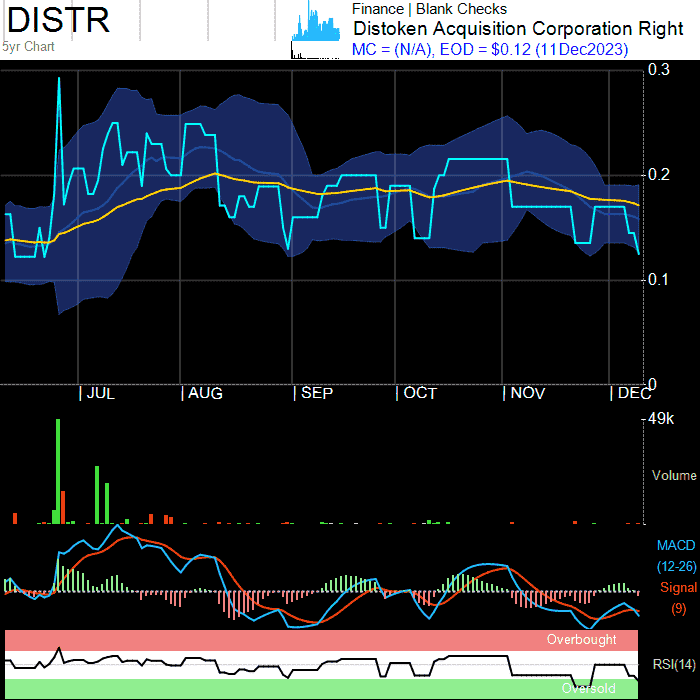 DISTR
5yr Chart
Finance | Blank Checks
Distoken Acquisition Corporation Right
MC = (N/A), EOD = $0.12 (11Dec2023)
0.3
0.2
0.1
0
| JUL | AUG | SEP | OCT | NOV | DEC
49k
Volume
MACD
(12-26)
Signal
(9)
Overbought
RSI(14)
Oversold